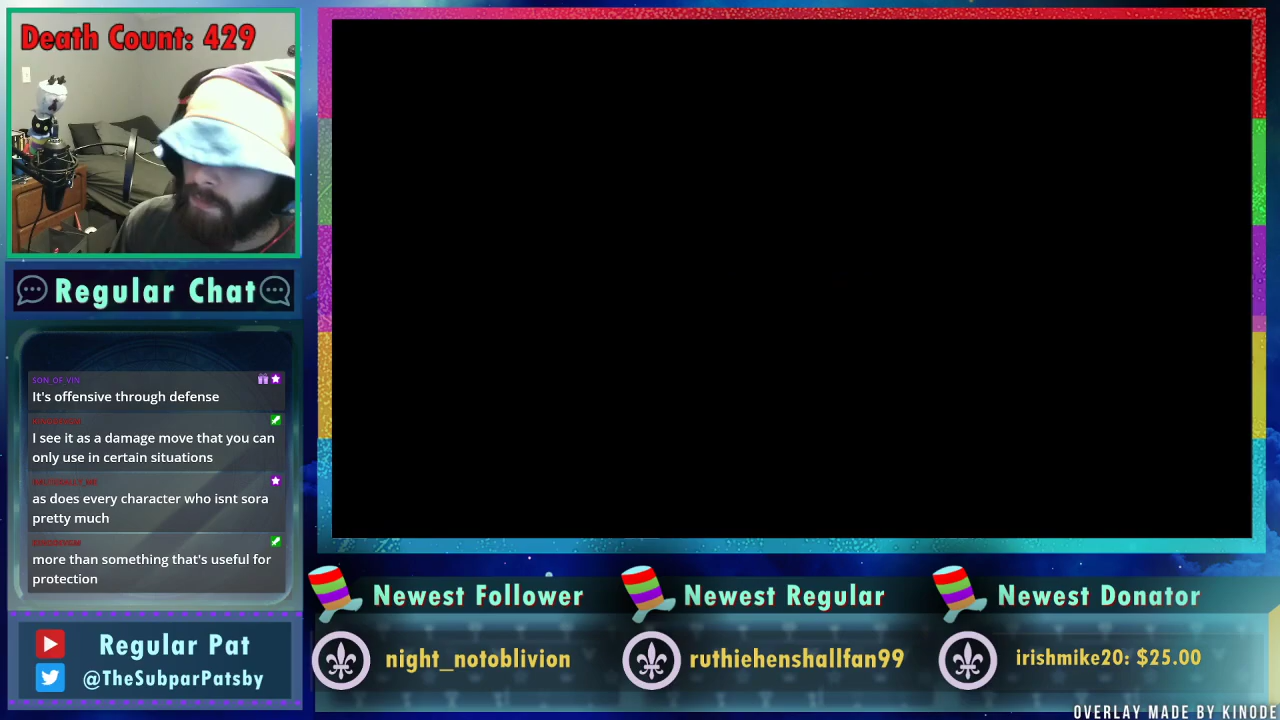 Death Count: 429
Regular Chat
SON_OF_VIN
It's offensive through defense
I see it as a damage move that you can
only use in certain situations
as does every character who isnt sora
pretty much
more than something that's useful for
protection
Regular Pat
@TheSubparPatsby
Newest Follower
night_notoblivion
Newest Regular
ruthiehenshallfan99
Newest Donator
irishmike20: $25.00
OVERLAY MADE BY KINODE